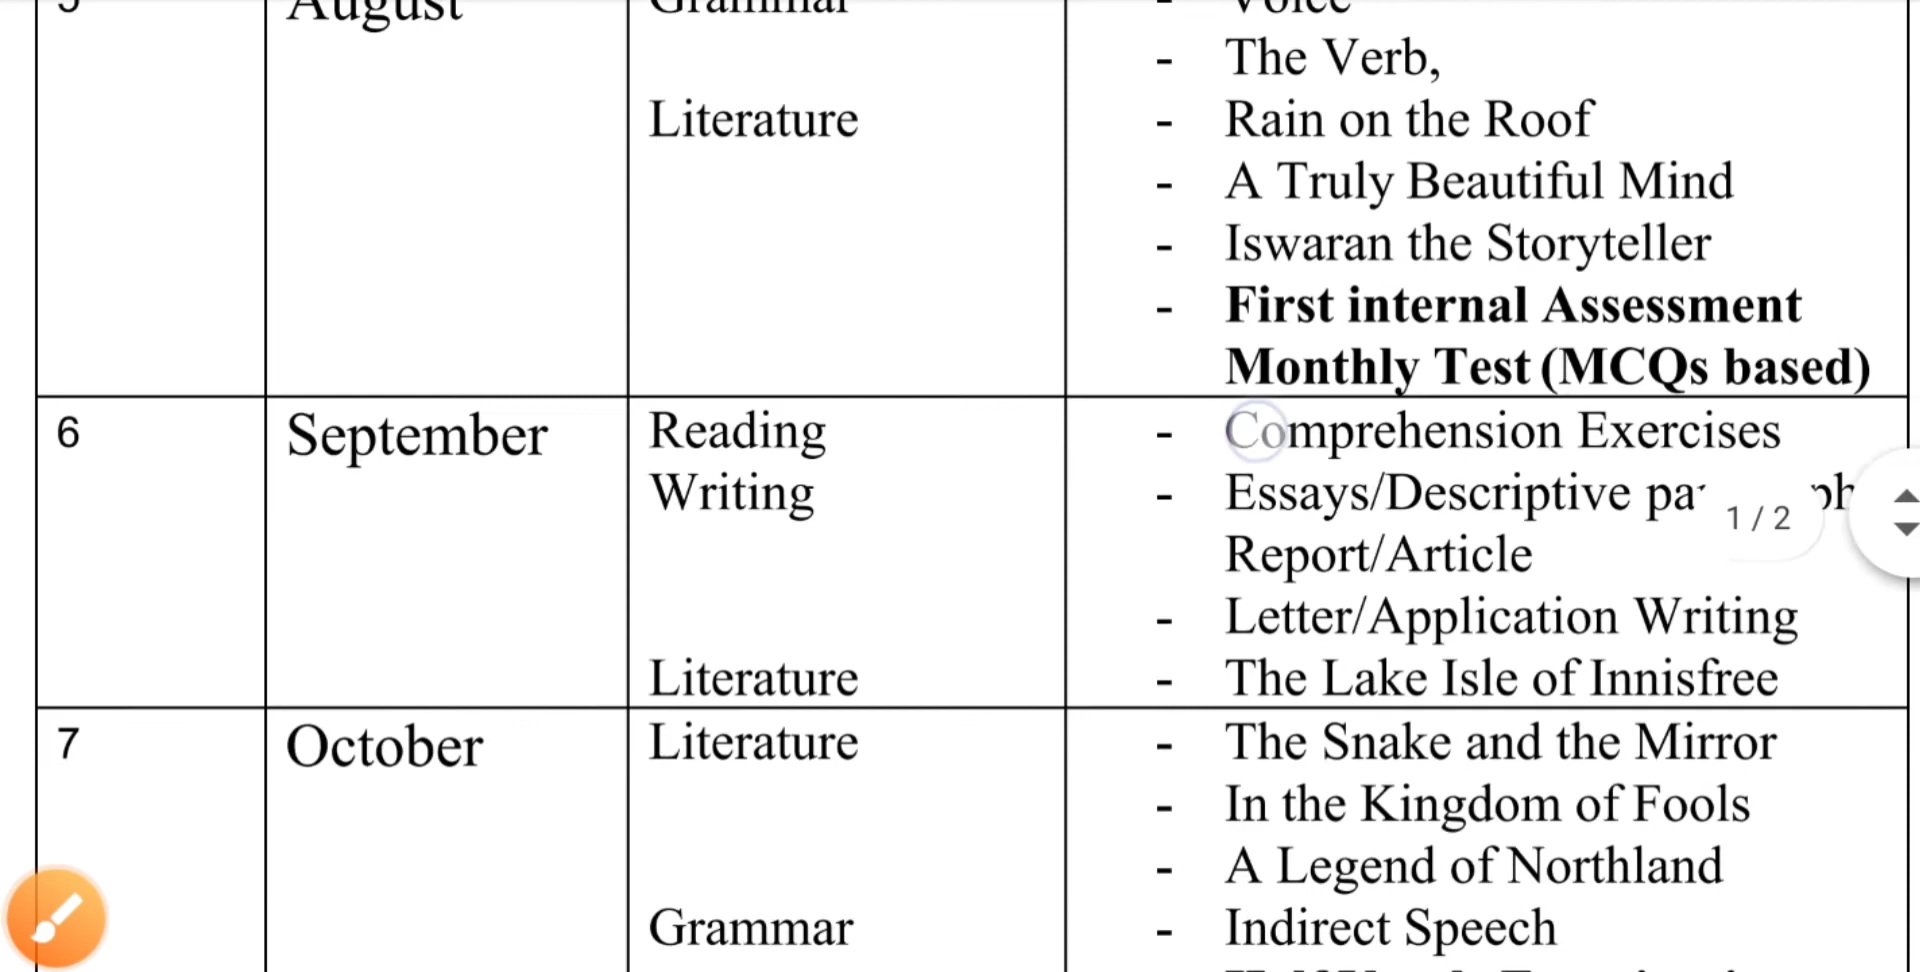 5 August Grammar - Voice
- The Verb,
Literature - Rain on the Roof
- A Truly Beautiful Mind
- Iswaran the Storyteller
- First internal Assessment
Monthly Test (MCQs based)
6 September Reading - Comprehension Exercises
Writing - Essays/Descriptive
1 / 2
Report/Article
- Letter/Application Writing
Literature - The Lake Isle of Innisfree
7 October Literature - The Snake and the Mirror
- In the Kingdom of Fools
- A Legend of Northland
Grammar - Indirect Speech